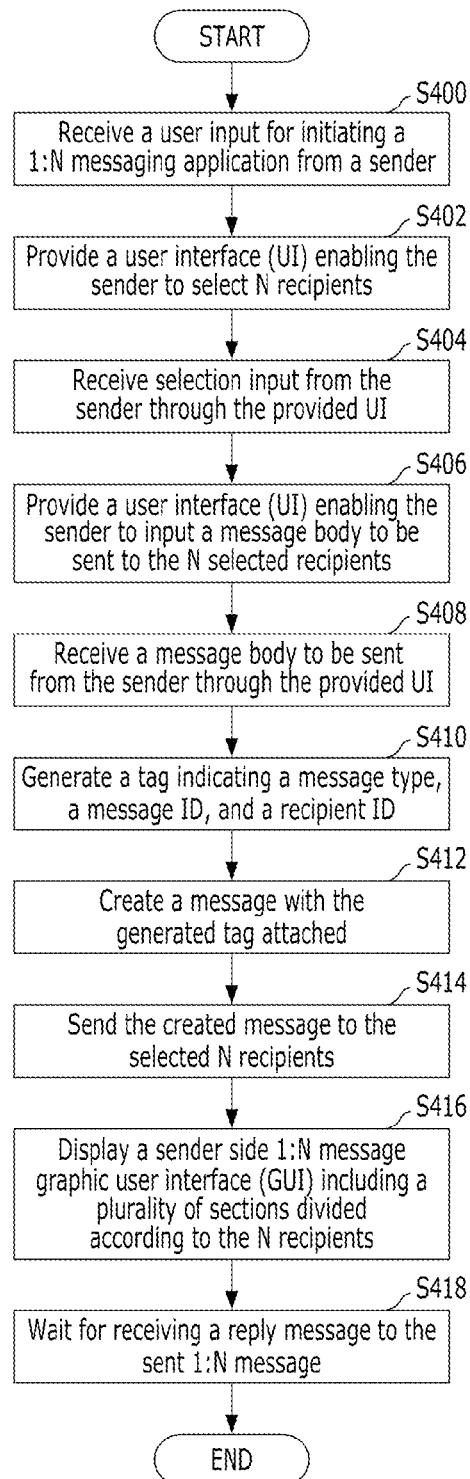 START
S400
Receive a user input for initiating a
1:N messaging application from a sender
S402
Provide a user interface (UI) enabling the
sender to select N recipients
S404
Receive selection input from the
sender through the provided UI
S406
Provide a user interface (UI) enabling the
sender to input a message body to be
sent to the N selected recipients
S408
Receive a message body to be sent
from the sender through the provided UI
S410
Generate a tag indicating a message type,
a message ID, and a recipient ID
S412
Create a message with the
generated tag attached
S414
Send the created message to the
selected N recipients
S416
Display a sender side 1:N message
graphic user interface (GUI) including a
plurality of sections divided
according to the N recipients
S418
Wait for receiving a reply message to the
sent 1:N message
END